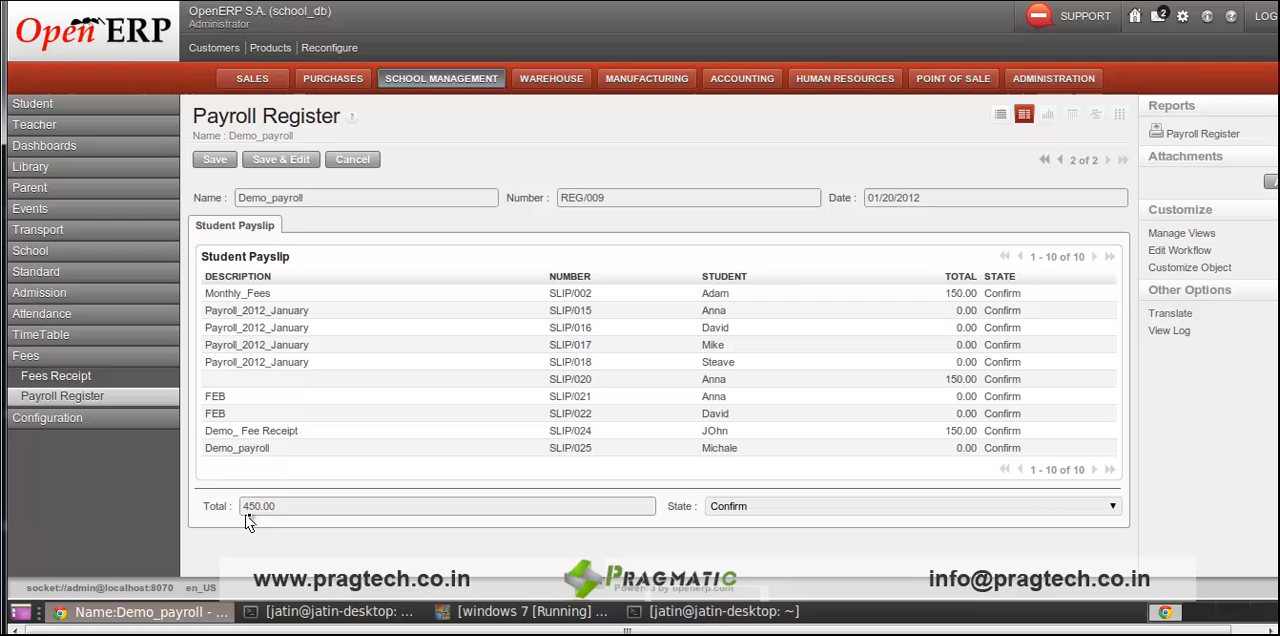 OpenERP
OpenERP S.A. (school_db)
Administrator
Customers | Products | Reconfigure
SUPPORT 2 LOG
SALES PURCHASES SCHOOL MANAGEMENT WAREHOUSE MANUFACTURING ACCOUNTING HUMAN RESOURCES POINT OF SALE ADMINISTRATION
Student
Teacher
Dashboards
Library
Parent
Events
Transport
School
Standard
Admission
Attendance
TimeTable
Fees
Fees Receipt
Payroll Register
Configuration
Payroll Register ?
Name : Demo_payroll
Save Save & Edit Cancel 2 of 2
Name : Demo_payroll Number : REG/009 Date : 01/20/2012
Student Payslip
Student Payslip 1 - 10 of 10
DESCRIPTION NUMBER STUDENT TOTAL STATE
Monthly_Fees SLIP/002 Adam 150.00 Confirm
Payroll_2012_January SLIP/015 Anna 0.00 Confirm
Payroll_2012_January SLIP/016 David 0.00 Confirm
Payroll_2012_January SLIP/017 Mike 0.00 Confirm
Payroll_2012_January SLIP/018 Steave 0.00 Confirm
SLIP/020 Anna 150.00 Confirm
FEB SLIP/021 Anna 0.00 Confirm
FEB SLIP/022 David 0.00 Confirm
Demo_ Fee Receipt SLIP/024 JOhn 150.00 Confirm
Demo_payroll SLIP/025 Michale 0.00 Confirm
1 - 10 of 10
Total : 450.00 State : Confirm
Reports
Payroll Register
Attachments
Customize
Manage Views
Edit Workflow
Customize Object
Other Options
Translate
View Log
socket://admin@localhost:8070 en_US
www.pragtech.co.in PRAGMATIC info@pragtech.co.in
Powered by openerp.com
Name:Demo_payroll - ... [jatin@jatin-desktop: ... [windows 7 [Running] ... [jatin@jatin-desktop: ~]